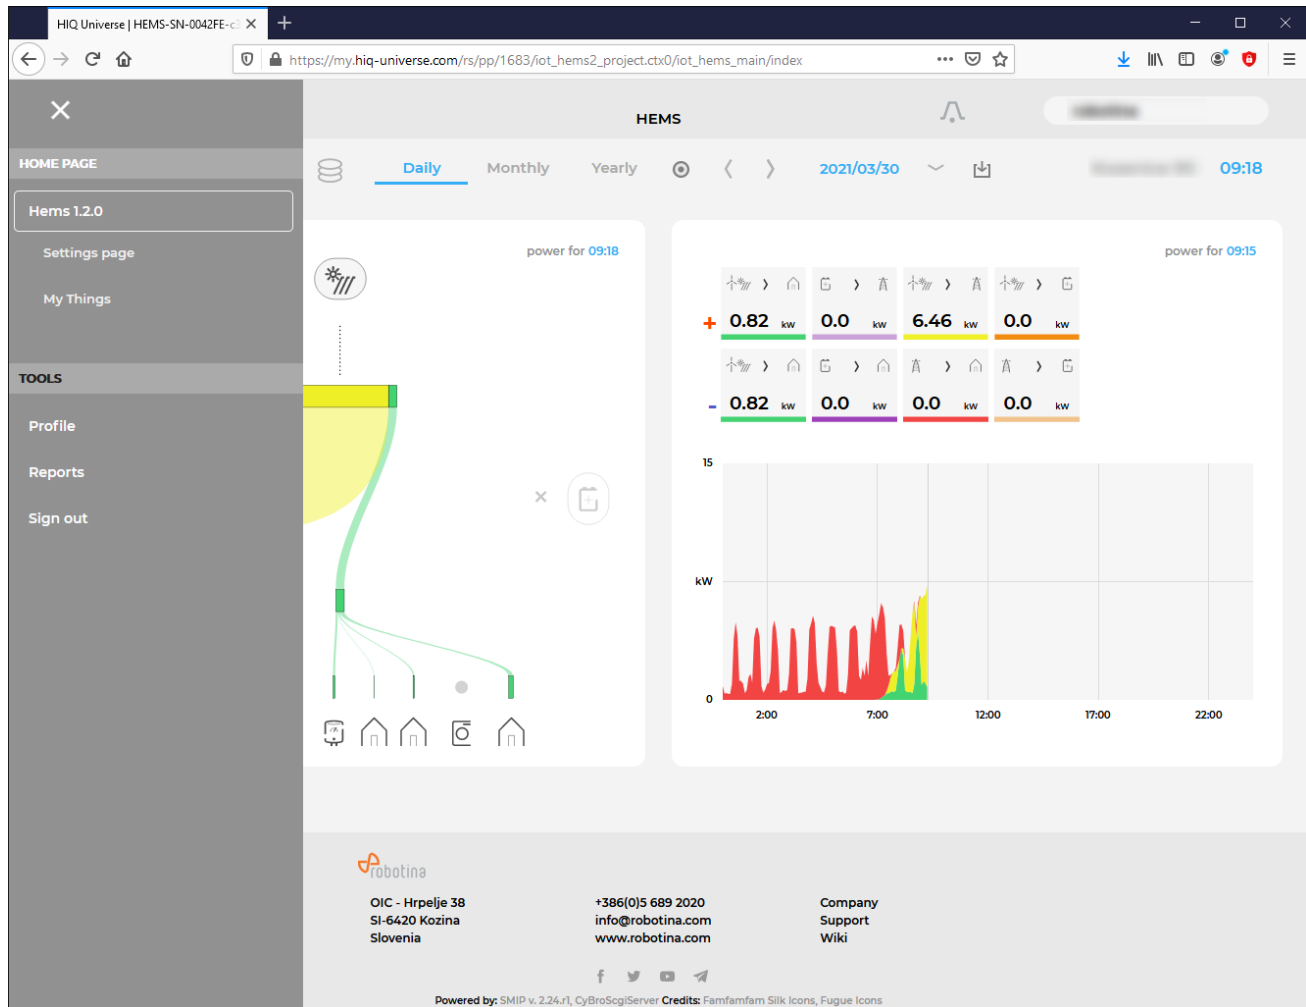 HIQ Universe | HEMS-SN-0042FE-c3
https://my.hiq-universe.com/rs/pp/1683/iot_hems2_project.ctx0/iot_hems_main/index
HEMS
HOME PAGE
Hems 1.2.0
Settings page
My Things
TOOLS
Profile
Reports
Sign out
Daily Monthly Yearly 2021/03/30 09:18
power for 09:18
power for 09:15
+ 0.82 kW 0.0 kW 6.46 kW 0.0 kW
- 0.82 kW 0.0 kW 0.0 kW 0.0 kW
15
kW
0
2:00 7:00 12:00 17:00 22:00
robotina
OIC - Hrpelje 38
SI-6420 Kozina
Slovenia
+386(0)5 689 2020
info@robotina.com
www.robotina.com
Company
Support
Wiki
Powered by: SMIP v. 2.24.r1, CyBroScgiServer Credits: Famfamfam Silk Icons, Fugue Icons